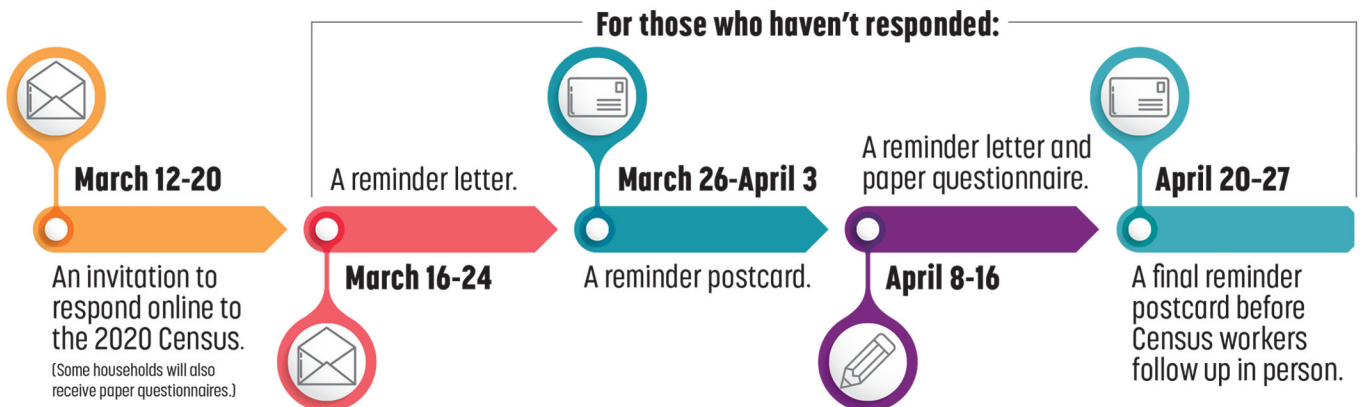 For those who haven't responded:
March 12-20
An invitation to
respond online to
the 2020 Census.
(Some households will also
receive paper questionnaires.)
A reminder letter.
March 16-24
March 26-April 3
A reminder postcard.
A reminder letter and
paper questionnaire.
April 8-16
April 20-27
A final reminder
postcard before
Census workers
follow up in person.